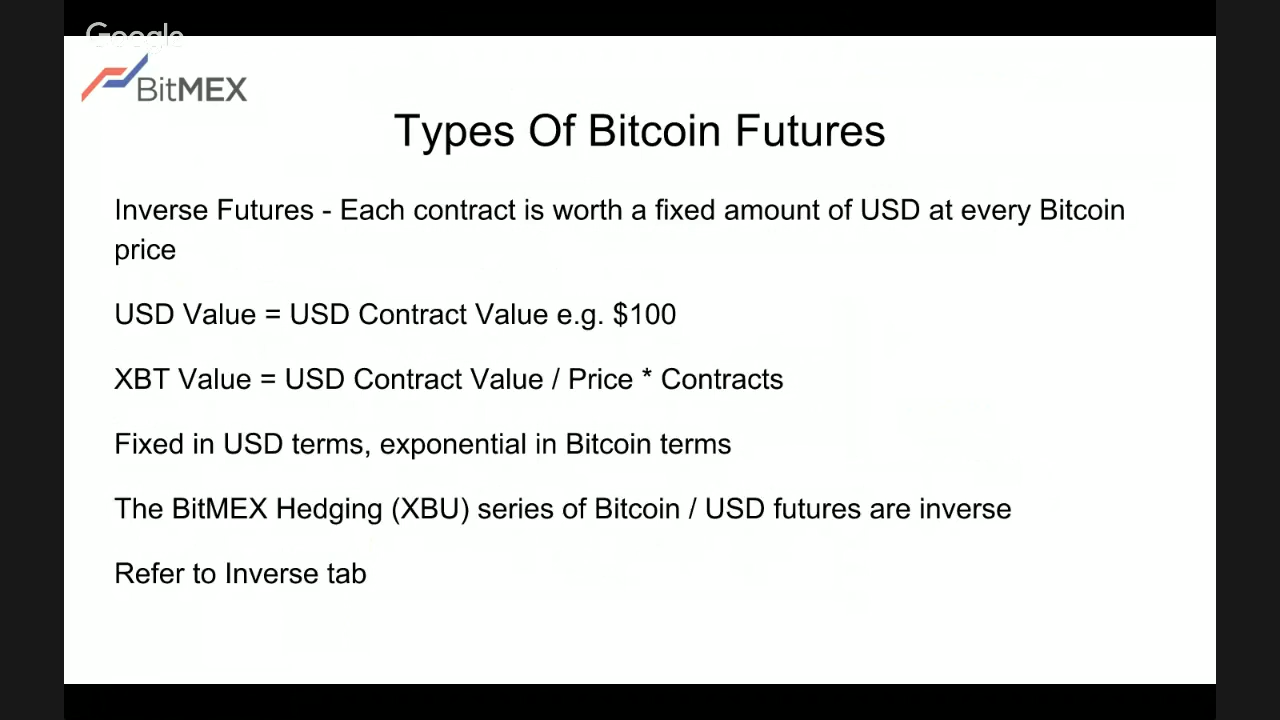 Google
BitMEX
Types Of Bitcoin Futures
Inverse Futures - Each contract is worth a fixed amount of USD at every Bitcoin
price
USD Value = USD Contract Value e.g. $100
XBT Value = USD Contract Value / Price * Contracts
Fixed in USD terms, exponential in Bitcoin terms
The BitMEX Hedging (XBU) series of Bitcoin / USD futures are inverse
Refer to Inverse tab